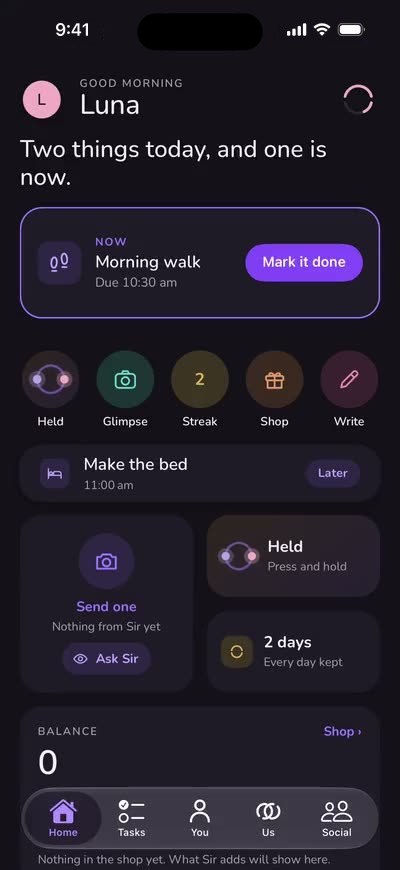 9:41
L
GOOD MORNING
Luna
Two things today, and one is
now.
NOW
Morning walk
Due 10:30 am
Mark it done
Held
Glimpse
2
Streak
Shop
Write
Make the bed
11:00 am
Later
Send one
Nothing from Sir yet
Ask Sir
Held
Press and hold
2 days
Every day kept
BALANCE
Shop ›
0
Home
Tasks
You
Us
Social
Nothing in the shop yet. What Sir adds will show here.